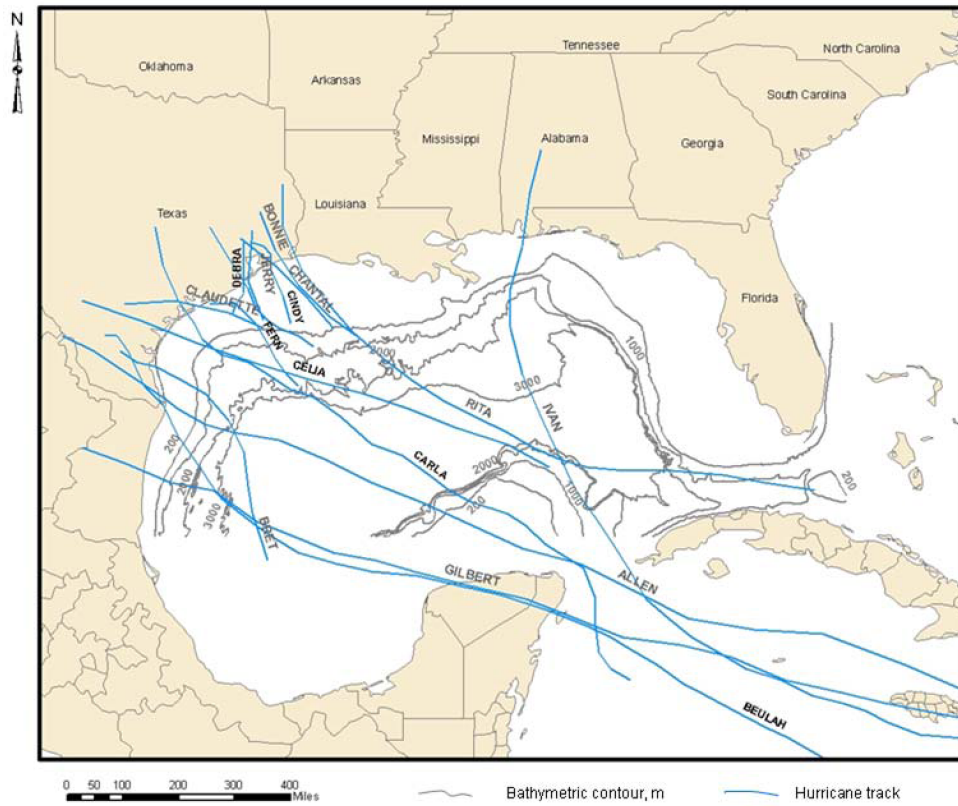 N
Tennessee
North Carolina
Oklahoma
Arkansas
South Carolina
Mississippi
Alabama
Georgia
Texas
Louisiana
BONNIE
DEBRA
JERRY
CHANTAL
CINDY
CLAUDETTE
FERN
Florida
1000
2000
CELIA
3000
RITA
IVAN
200
CARLA
2000
2000
200
1000
200
3000
BRET
GILBERT
ALLEN
BEULAH
0 50 100 200 300 400
Miles
Bathymetric contour, m
Hurricane track